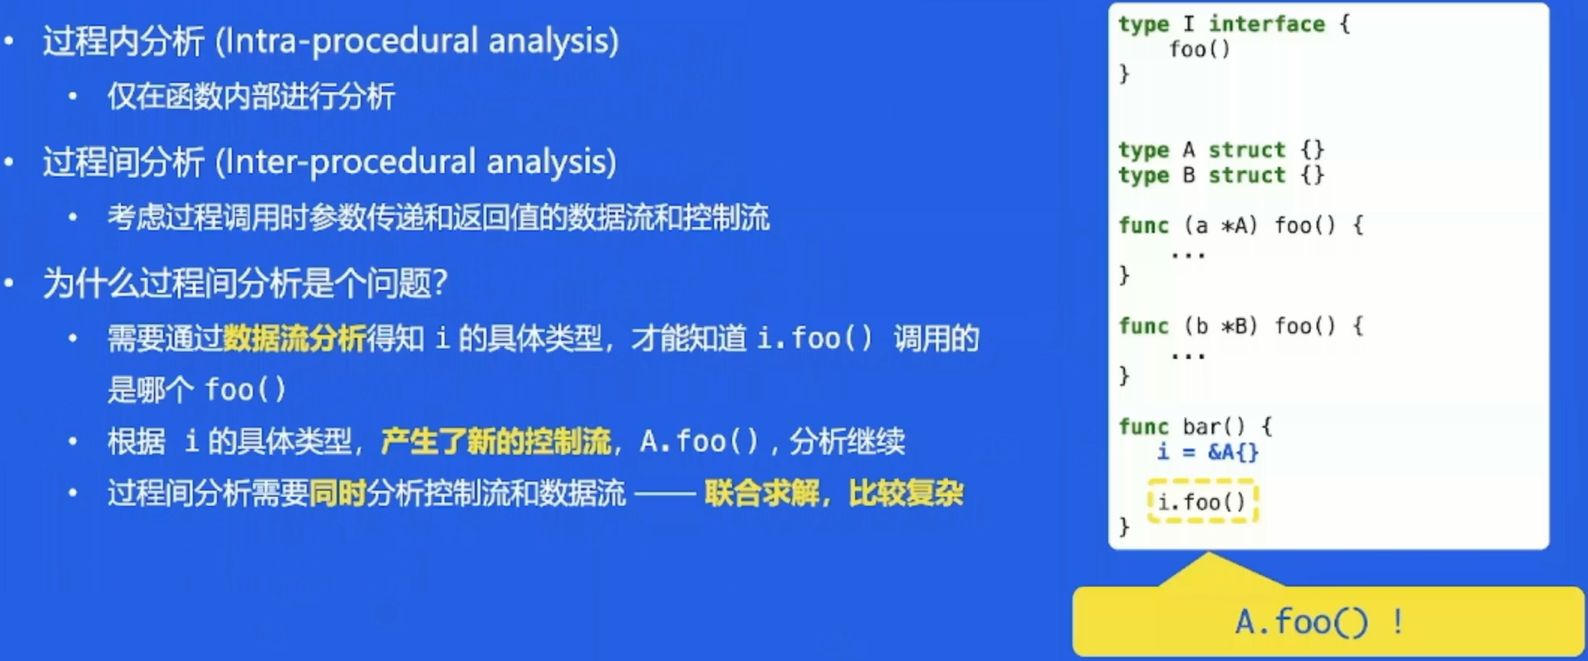 • 过程内分析 (Intra-procedural analysis)
• 仅在函数内部进行分析
• 过程间分析 (Inter-procedural analysis)
• 考虑过程调用时参数传递和返回值的数据流和控制流
• 为什么过程间分析是个问题?
• 需要通过数据流分析得知 i 的具体类型，才能知道 i.foo() 调用的
是哪个 foo()
• 根据 i 的具体类型，产生了新的控制流，A.foo() , 分析继续
• 过程间分析需要同时分析控制流和数据流 —— 联合求解，比较复杂
type I interface {
foo()
}
type A struct {}
type B struct {}
func (a *A) foo() {
...
}
func (b *B) foo() {
...
}
func bar() {
i = &A{}
i.foo()
}
A.foo() !